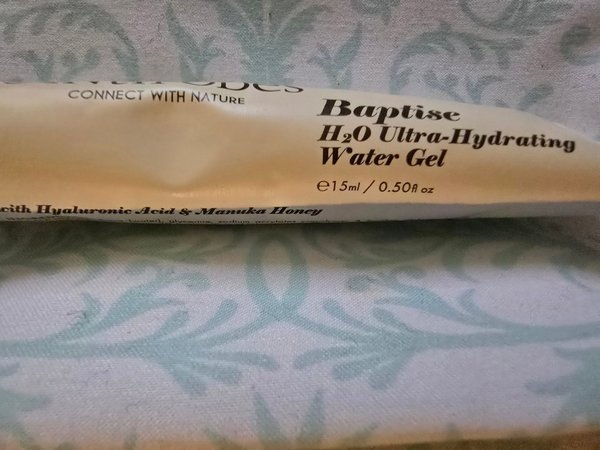 CONNECT WITH NATURE
Baptise
H2O Ultra-Hydrating
Water Gel
℮15ml / 0.50fl oz
with Hyaluronic Acid & Manuka Honey